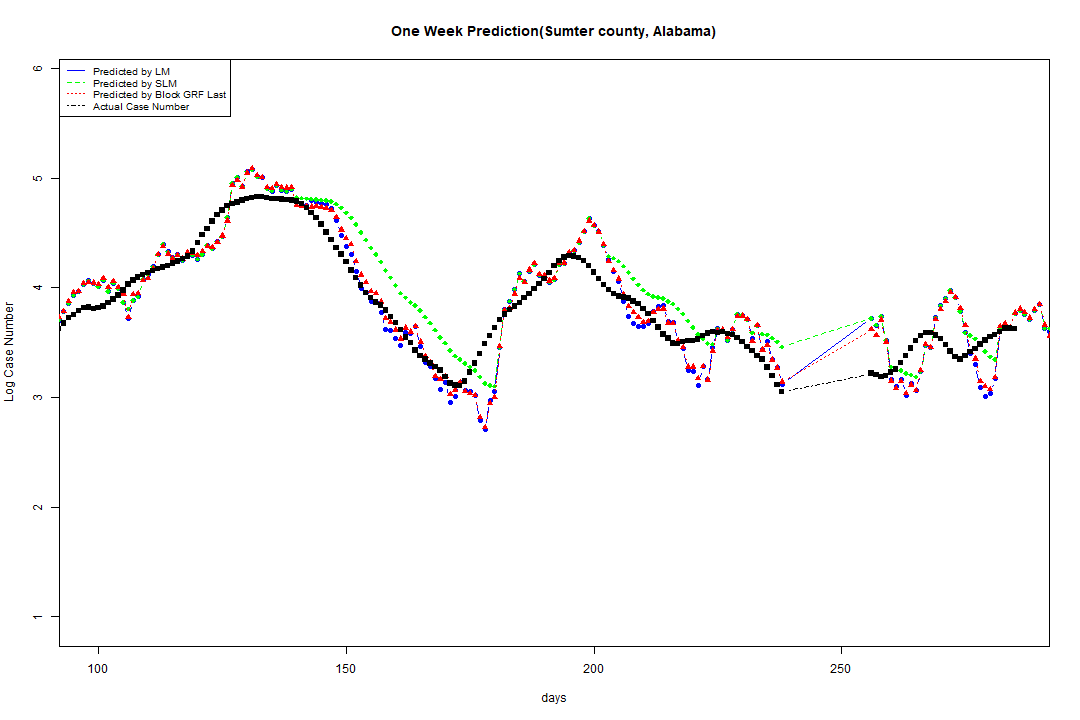 One Week Prediction(Sumter county, Alabama)
Predicted by LM
Predicted by SLM
Predicted by Block GRF Last
Actual Case Number
6
5
4
3
2
1
Log Case Number
100 150 200 250
days